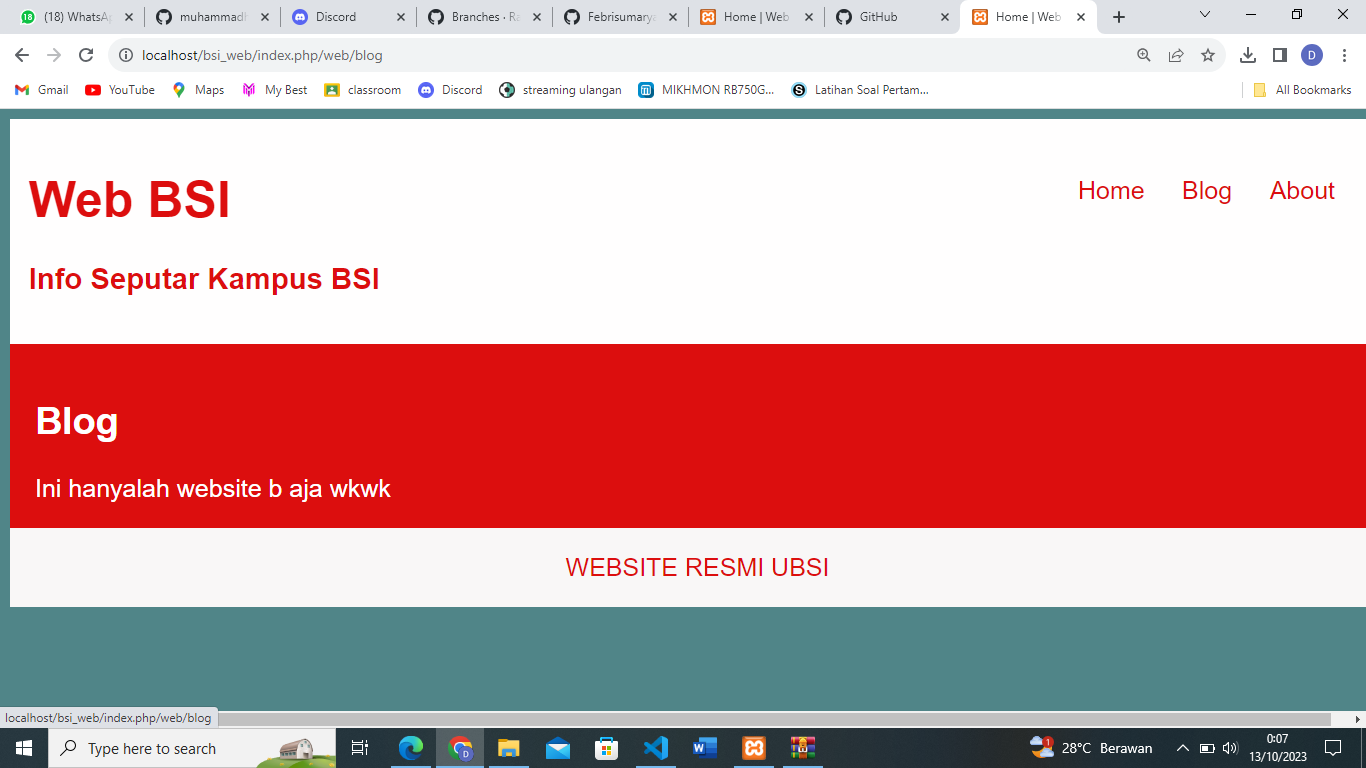 (18) WhatsA
muhammadh
Discord
Branches · Ra
Febrisumarya
Home | Web
GitHub
Home | Web
localhost/bsi_web/index.php/web/blog
D
Gmail
YouTube
Maps
My Best
classroom
Discord
streaming ulangan
MIKHMON RB750G...
Latihan Soal Pertam...
All Bookmarks
Web BSI
Home
Blog
About
Info Seputar Kampus BSI
Blog
Ini hanyalah website b aja wkwk
WEBSITE RESMI UBSI
localhost/bsi_web/index.php/web/blog
Type here to search
28°C Berawan
0:07
13/10/2023